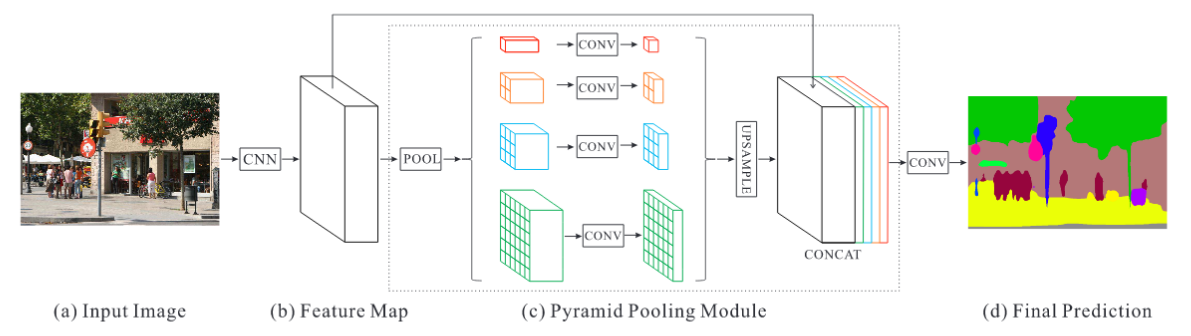 CNN
POOL
CONV
CONV
CONV
CONV
UPSAMPLE
CONCAT
CONV
(a) Input Image
(b) Feature Map
(c) Pyramid Pooling Module
(d) Final Prediction